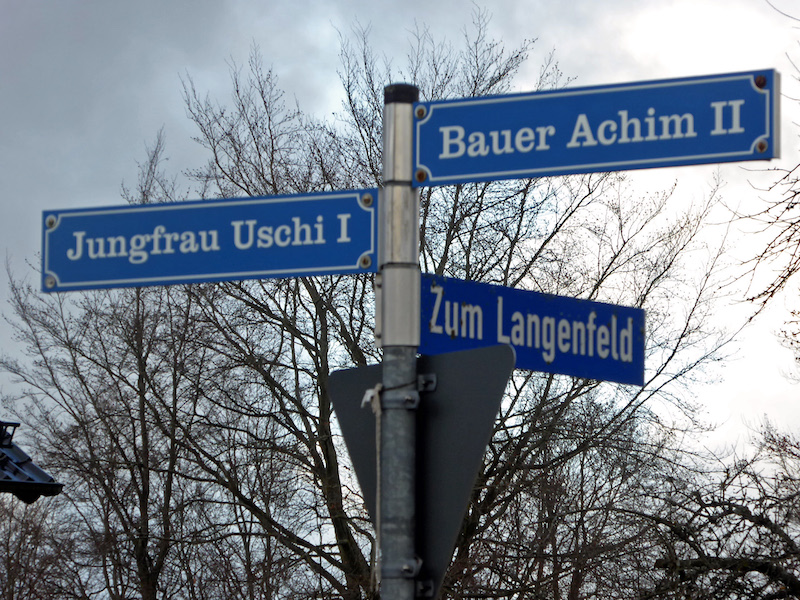 Bauer Achim II
Jungfrau Uschi I
Zum Langenfeld